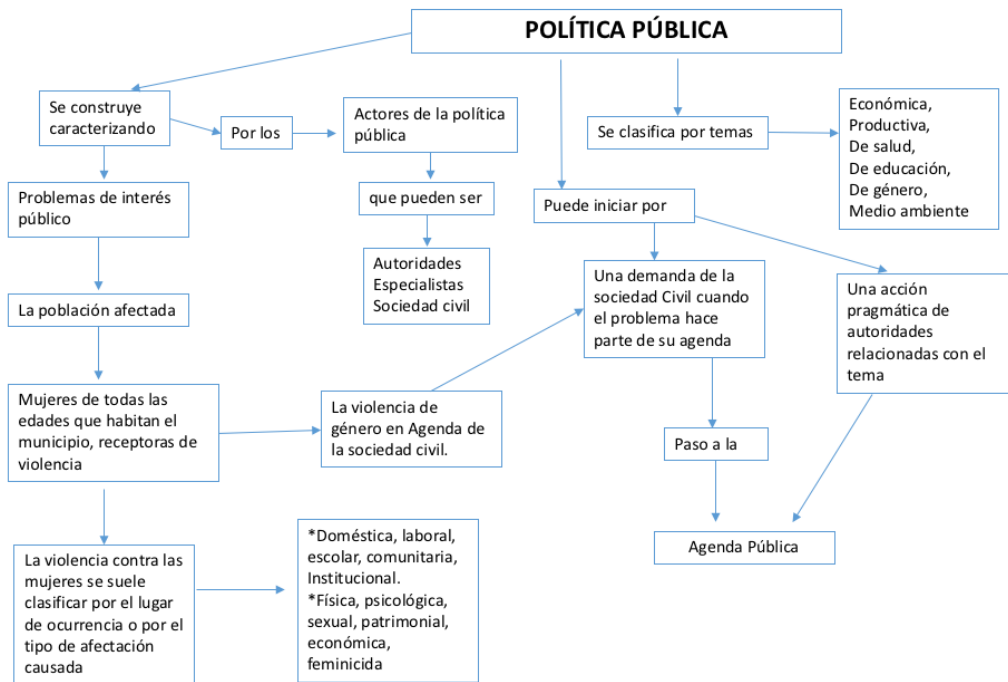 POLÍTICA PÚBLICA
Se construye
caracterizando
Por los
Actores de la política
pública
Se clasifica por temas
Económica,
Productiva,
De salud,
De educación,
De género,
Medio ambiente
Problemas de interés
público
que pueden ser
Puede iniciar por
Autoridades
Especialistas
Sociedad civil
Una demanda de la
sociedad Civil cuando
el problema hace
parte de su agenda
Una acción
pragmática de
autoridades
relacionadas con el
tema
La población afectada
Mujeres de todas las
edades que habitan el
municipio, receptoras de
violencia
La violencia de
género en Agenda de
la sociedad civil.
Paso a la
Agenda Pública
La violencia contra las
mujeres se suele
clasificar por el lugar
de ocurrencia o por el
tipo de afectación
causada
*Doméstica, laboral,
escolar, comunitaria,
Institucional.
*Física, psicológica,
sexual, patrimonial,
económica,
feminicida